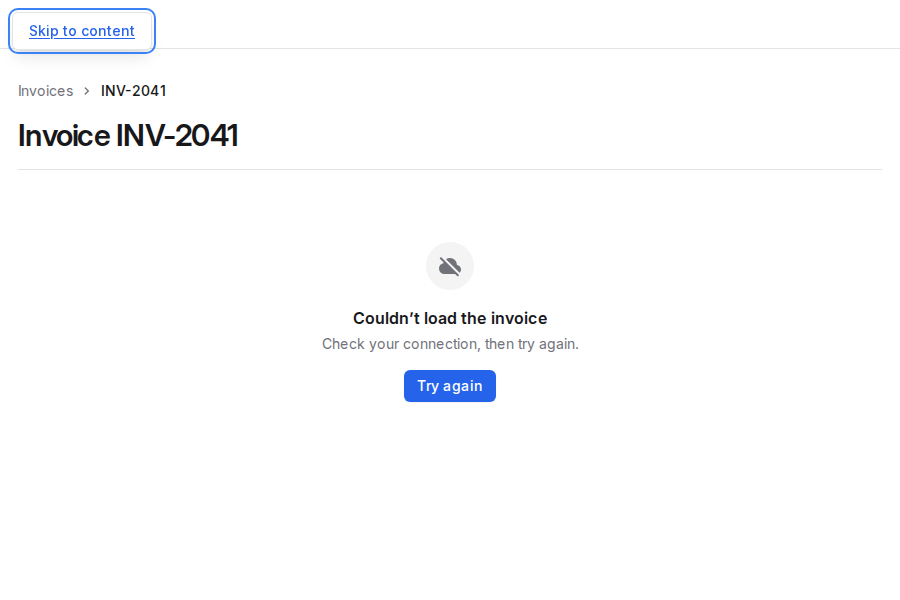 Skip to content
Invoices > INV-2041
Invoice INV-2041
Couldn’t load the invoice
Check your connection, then try again.
Try again